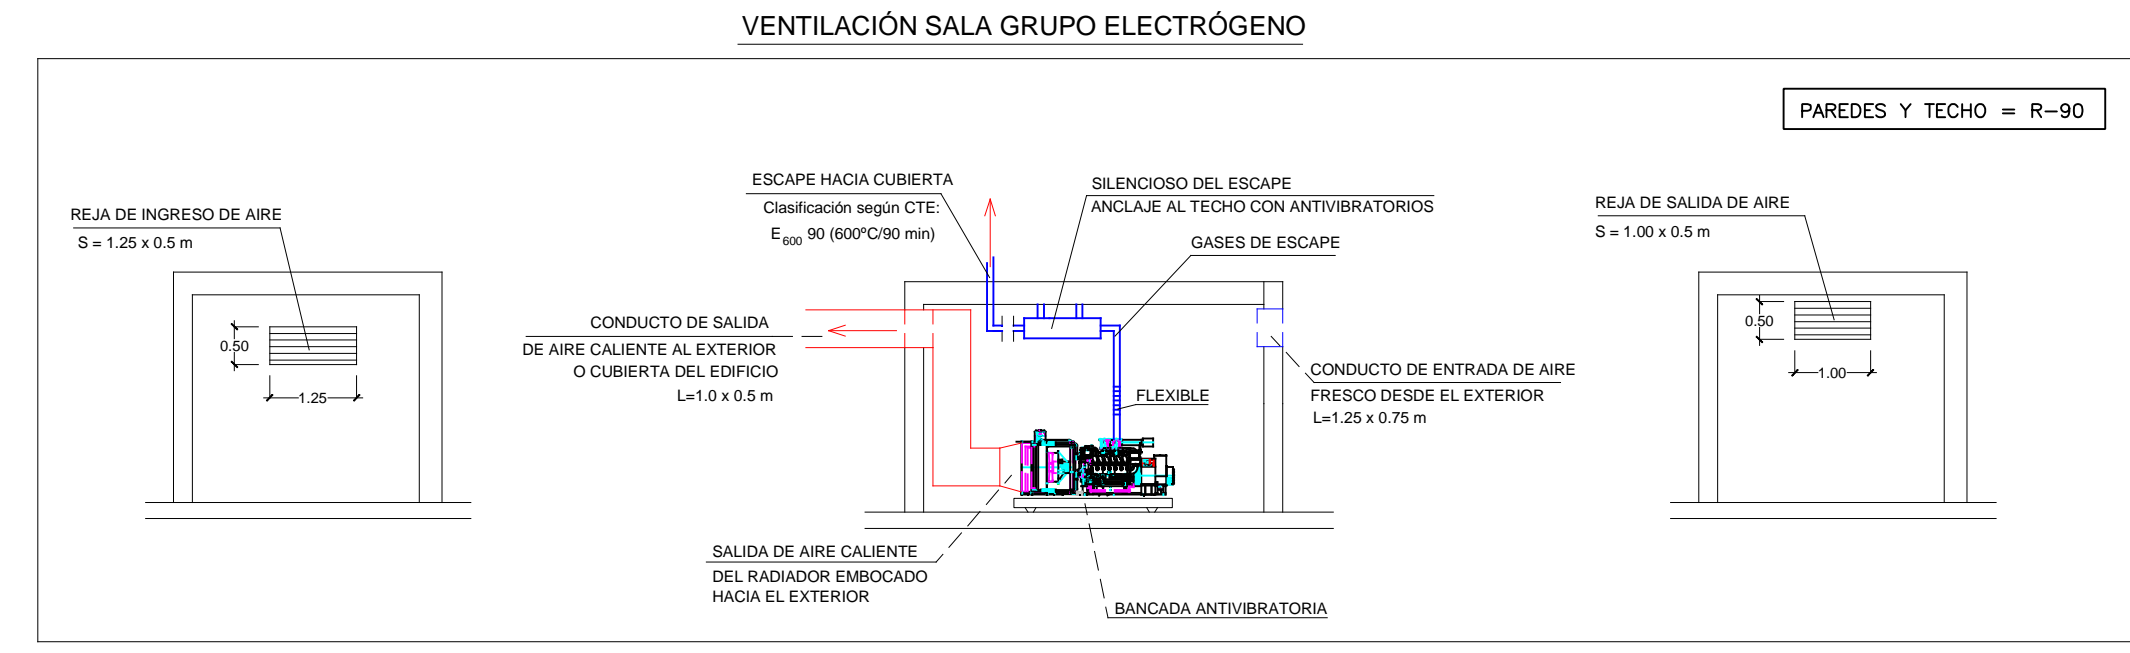 VENTILACIÓN SALA GRUPO ELECTRÓGENO
PAREDES Y TECHO = R-90
REJA DE INGRESO DE AIRE
S = 1.25 x 0.5 m
0.50
1.25
ESCAPE HACIA CUBIERTA
Clasificación según CTE:
E600 90 (600ºC/90 min)
SILENCIOSO DEL ESCAPE
ANCLAJE AL TECHO CON ANTIVIBRATORIOS
GASES DE ESCAPE
CONDUCTO DE SALIDA
DE AIRE CALIENTE AL EXTERIOR
O CUBIERTA DEL EDIFICIO
L=1.0 x 0.5 m
CONDUCTO DE ENTRADA DE AIRE
FRESCO DESDE EL EXTERIOR
L=1.25 x 0.75 m
FLEXIBLE
SALIDA DE AIRE CALIENTE
DEL RADIADOR EMBOCADO
HACIA EL EXTERIOR
BANCADA ANTIVIBRATORIA
REJA DE SALIDA DE AIRE
S = 1.00 x 0.5 m
0.50
1.00